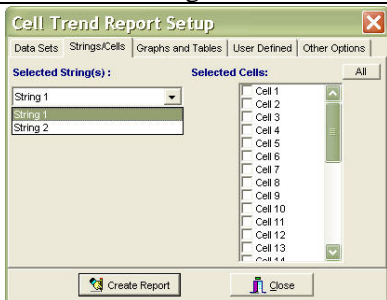 Cell Trend Report Setup
Data Sets Strings/Cells Graphs and Tables User Defined Other Options
Selected String(s) : Selected Cells: All
String 1
String 1
String 2
Cell 1
Cell 2
Cell 3
Cell 4
Cell 5
Cell 6
Cell 7
Cell 8
Cell 9
Cell 10
Cell 11
Cell 12
Cell 13
Cell 14
Create Report Close